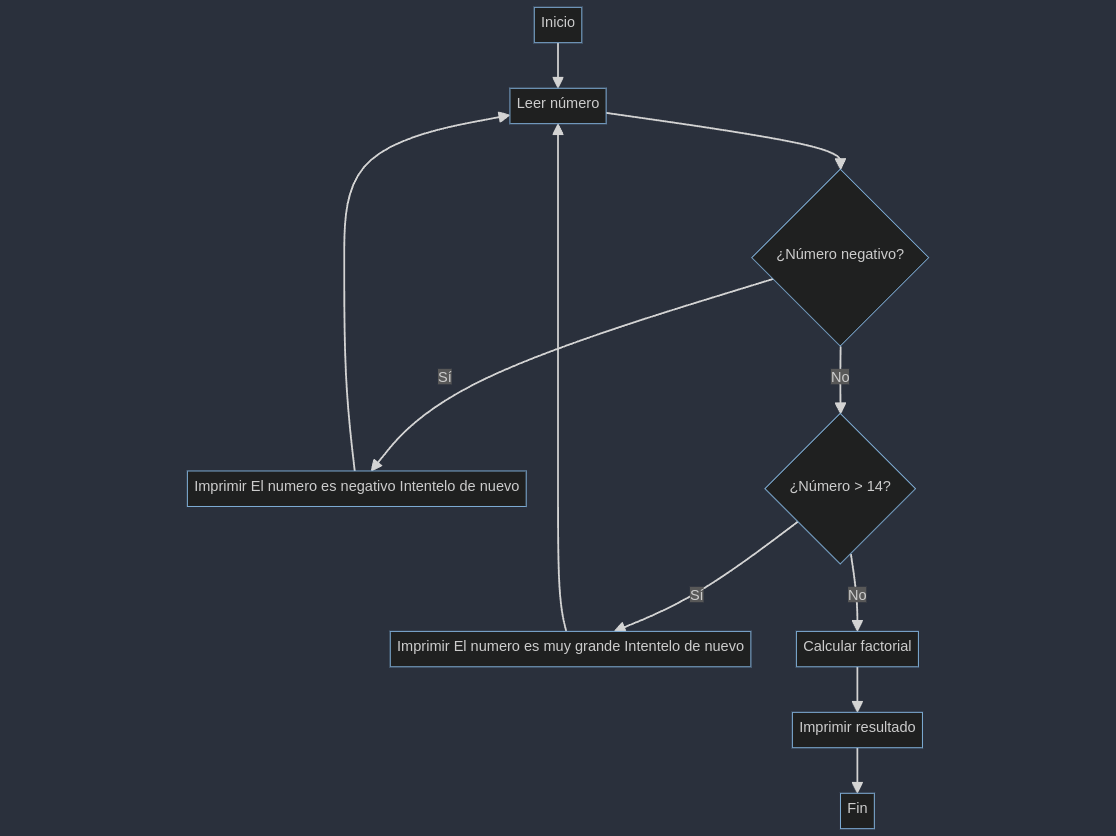 Inicio
Leer número
¿Número negativo?
Sí
No
Imprimir El numero es negativo Intentelo de nuevo
¿Número > 14?
Sí
No
Imprimir El numero es muy grande Intentelo de nuevo
Calcular factorial
Imprimir resultado
Fin